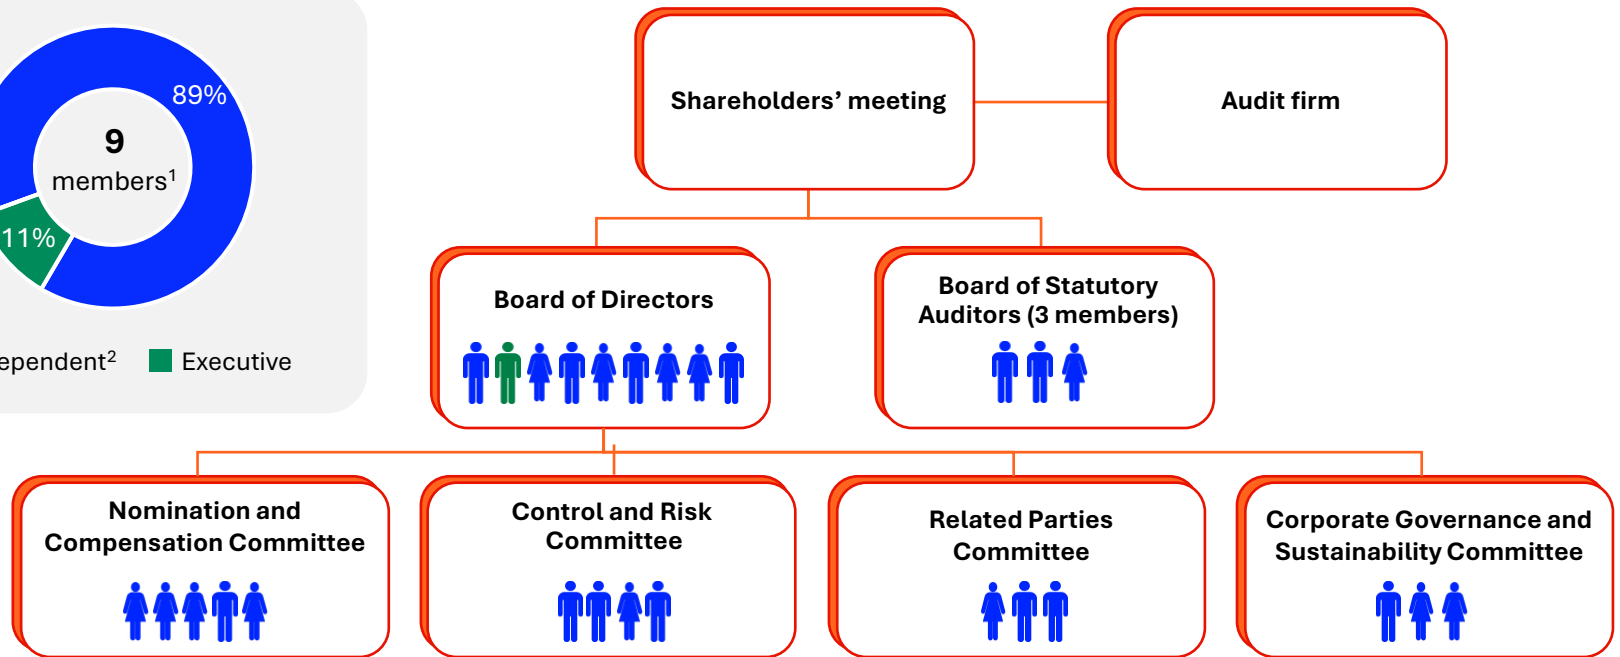 89%
9
members¹
11%
ependent²
Executive
Shareholders’ meeting
Audit firm
Board of Directors
Board of Statutory
Auditors (3 members)
Nomination and
Compensation Committee
Control and Risk
Committee
Related Parties
Committee
Corporate Governance and
Sustainability Committee